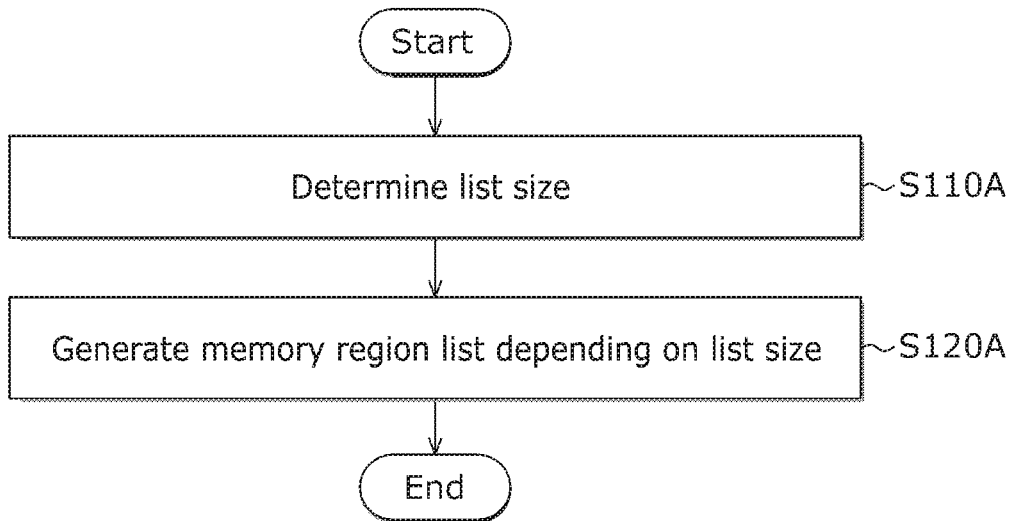 Start
Determine list size
S110A
Generate memory region list depending on list size
S120A
End